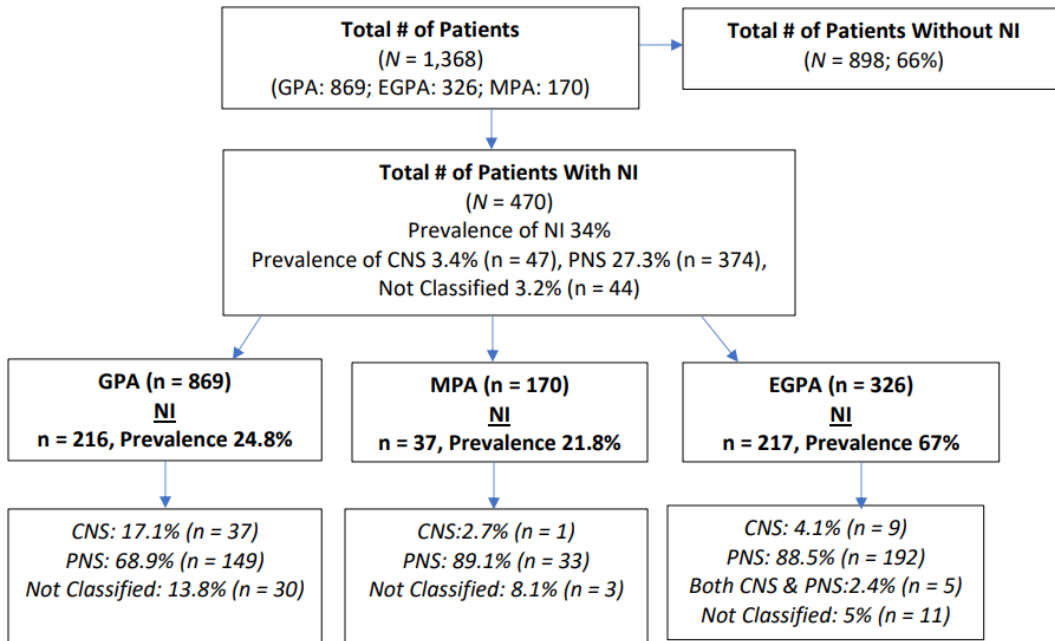 Total # of Patients
(N = 1,368)
(GPA: 869; EGPA: 326; MPA: 170)
Total # of Patients Without NI
(N = 898; 66%)
Total # of Patients With NI
(N = 470)
Prevalence of NI 34%
Prevalence of CNS 3.4% (n = 47), PNS 27.3% (n = 374),
Not Classified 3.2% (n = 44)
GPA (n = 869)
NI
n = 216, Prevalence 24.8%
MPA (n = 170)
NI
n = 37, Prevalence 21.8%
EGPA (n = 326)
NI
n = 217, Prevalence 67%
CNS: 17.1% (n = 37)
PNS: 68.9% (n = 149)
Not Classified: 13.8% (n = 30)
CNS:2.7% (n = 1)
PNS: 89.1% (n = 33)
Not Classified: 8.1% (n = 3)
CNS: 4.1% (n = 9)
PNS: 88.5% (n = 192)
Both CNS & PNS:2.4% (n = 5)
Not Classified: 5% (n = 11)